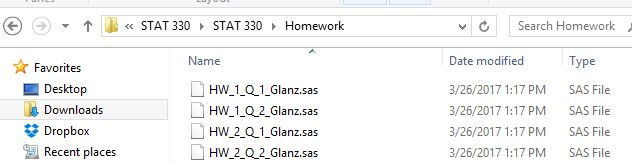 STAT 330 STAT 330 Homework Search Homework
Name Date modified Type
Favorites
Desktop
Downloads
Dropbox
Recent places
HW_1_Q_1_Glanz.sas 3/26/2017 1:17 PM SAS File
HW_1_Q_2_Glanz.sas 3/26/2017 1:17 PM SAS File
HW_2_Q_1_Glanz.sas 3/26/2017 1:17 PM SAS File
HW_2_Q_2_Glanz.sas 3/26/2017 1:17 PM SAS File